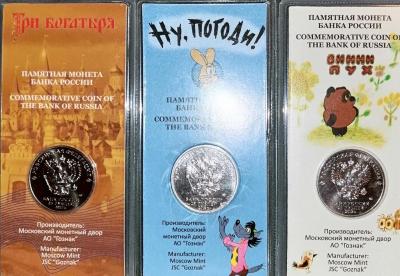 Три богатыря
ПАМЯТНАЯ МОНЕТА
БАНКА РОССИИ
COMMEMORATIVE COIN OF
THE BANK OF RUSSIA
Производитель:
Московский
монетный двор
АО "Гознак"
Manufacturer:
Moscow Mint
JSC "Goznak"
Ну, погоди!
ПАМЯТНАЯ
БАНКА
COMMEMORATIVE
THE BANK
Производитель:
Московский монетный двор
АО "Гознак"
Manufacturer:
Moscow Mint
JSC "Goznak"
ВИННИ
ПУХ
ПАМЯТНАЯ МОНЕТА
БАНКА РОССИИ
COMMEMORATIVE COIN OF
THE BANK OF RUSSIA
Производитель:
Московский монетный двор
АО "Гознак"
Manufacturer:
Moscow Mint
JSC "Goznak"